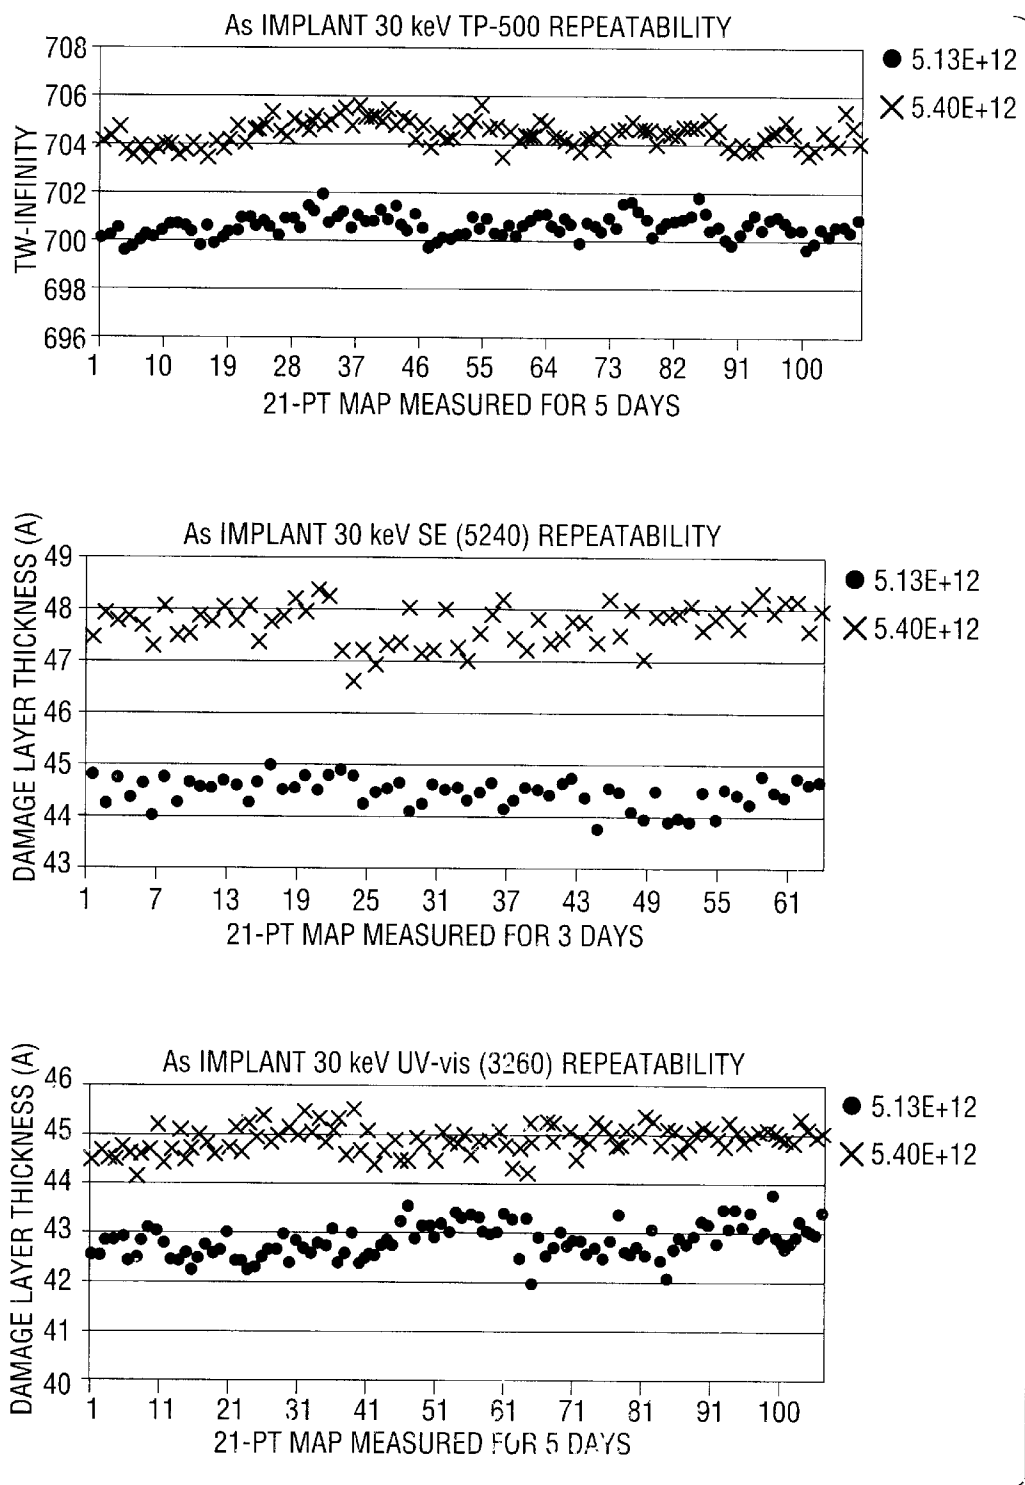 As IMPLANT 30 keV TP-500 REPEATABILITY
TW-INFINITY
708
706
704
702
700
698
696
1 10 19 28 37 46 55 64 73 82 91 100
21-PT MAP MEASURED FOR 5 DAYS
5.13E+12
5.40E+12
As IMPLANT 30 keV SE (5240) REPEATABILITY
DAMAGE LAYER THICKNESS (A)
49
48
47
46
45
44
43
1 7 13 19 25 31 37 43 49 55 61
21-PT MAP MEASURED FOR 3 DAYS
5.13E+12
5.40E+12
As IMPLANT 30 keV UV-vis (3260) REPEATABILITY
DAMAGE LAYER THICKNESS (A)
46
45
44
43
42
41
40
1 11 21 31 41 51 61 71 81 91 100
21-PT MAP MEASURED FOR 5 DAYS
5.13E+12
5.40E+12